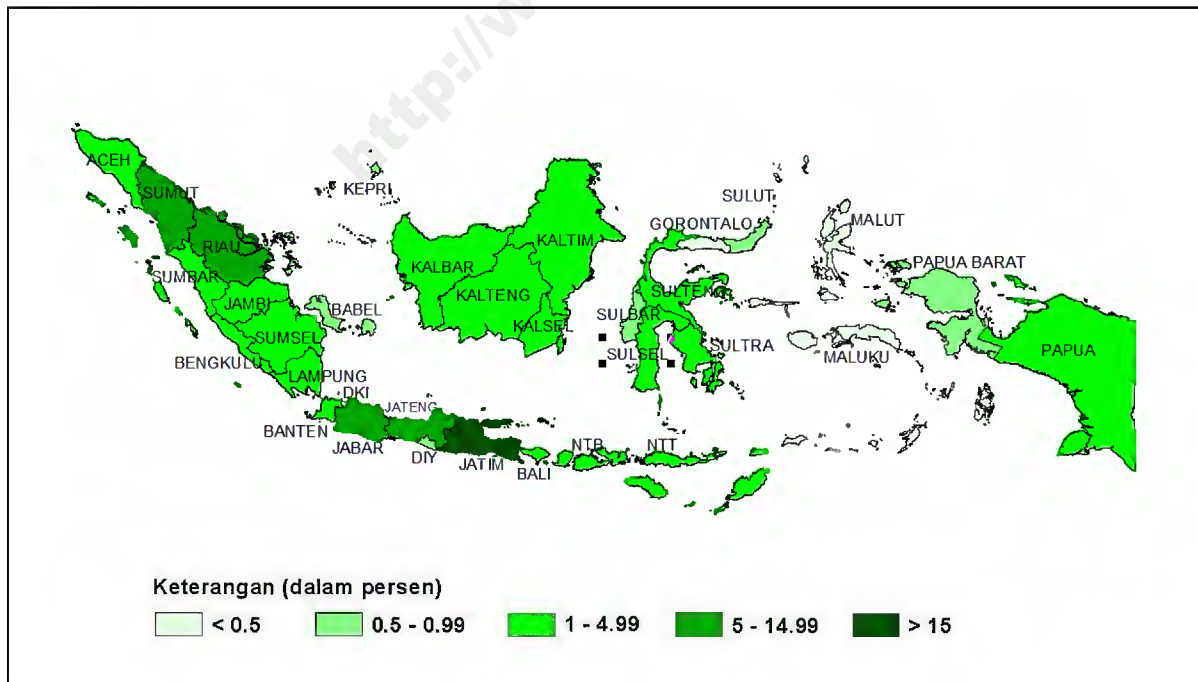 http://w
ACEH
SUMUT
KEPRI
RIAU
SUMBAR
JAMBI
BABEL
SUMSEL
BENGKULU
LAMPUNG
DKI
BANTEN
JABAR
JATENG
DIY
JATIM
BALI
NTB
NTT
KALBAR
KALTENG
KALTIM
KALSEL
SULUT
GORONTALO
SULTENG
SULBAR
SULSEL
SULTRA
MALUT
MALUKU
PAPUA BARAT
PAPUA
Keterangan (dalam persen)
< 0.5 0.5 - 0.99 1 - 4.99 5 - 14.99 > 15